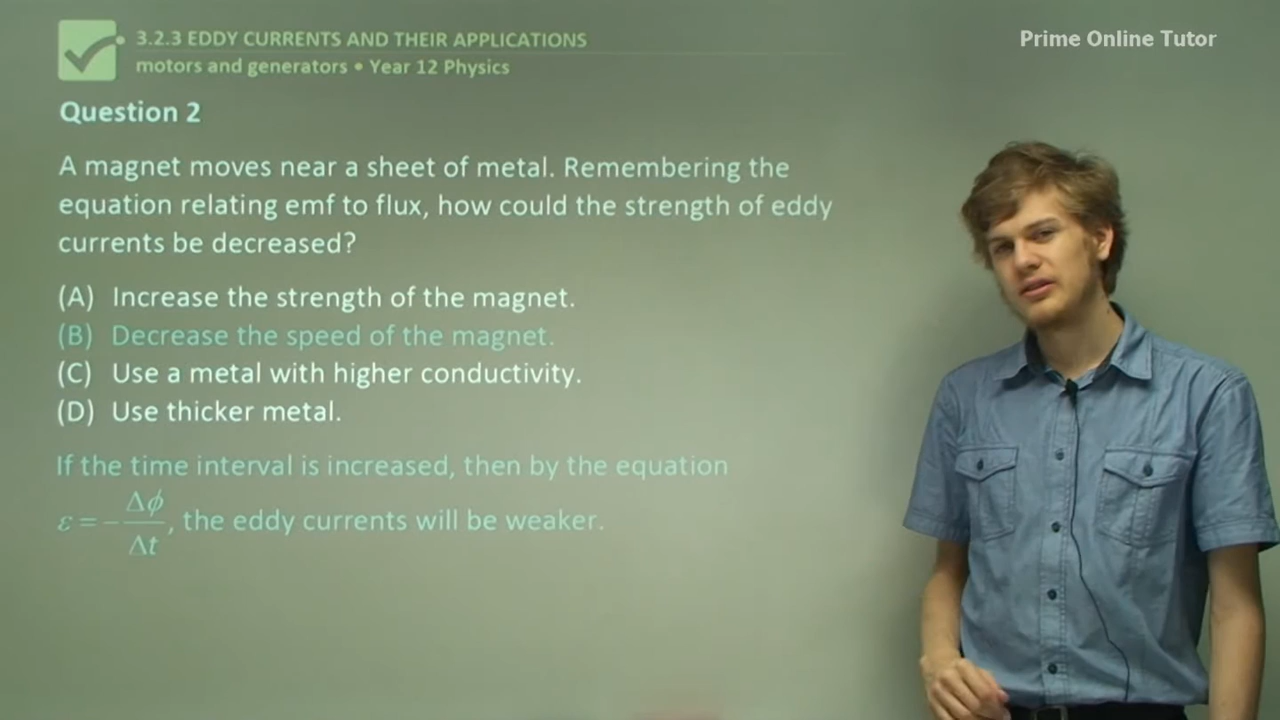 3.2.3 EDDY CURRENTS AND THEIR APPLICATIONS
motors and generators • Year 12 Physics
Prime Online Tutor
Question 2
A magnet moves near a sheet of metal. Remembering the
equation relating emf to flux, how could the strength of eddy
currents be decreased?
(A) Increase the strength of the magnet.
(B) Decrease the speed of the magnet.
(C) Use a metal with higher conductivity.
(D) Use thicker metal.
If the time interval is increased, then by the equation
ε = − Δϕ / Δt , the eddy currents will be weaker.